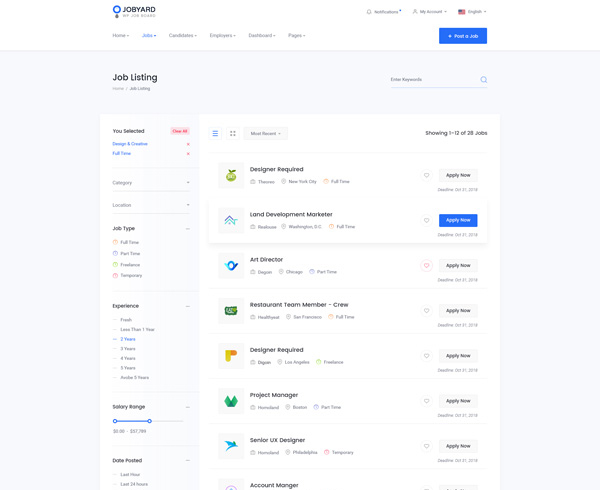 JOBYARD
WP JOB BOARD
Notifications
My Account
English
Home
Jobs
Candidates
Employers
Dashboard
Pages
+ Post a Job
Job Listing
Home / Job Listing
Enter Keywords
You Selected
Clear All
Design & Creative
Full Time
Category
Location
Job Type
Full Time
Part Time
Freelance
Temporary
Experience
Fresh
Less Than 1 Year
2 Years
3 Years
4 Years
5 Years
Avobe 5 Years
Salary Range
$0.00 - $37,799
Date Posted
Last Hour
Last 24 hours
Most Recent
Showing 1–12 of 28 Jobs
Designer Required
Theoreo New York City Full Time
Apply Now
Deadline: Oct 31, 2018
Land Development Marketer
Realouse Washington, D.C. Full Time
Apply Now
Deadline: Oct 31, 2018
Art Director
Degoin Chicago Part Time
Apply Now
Deadline: Oct 31, 2018
Restaurant Team Member - Crew
Healthyeat San Francisco Full Time
Apply Now
Deadline: Oct 31, 2018
Designer Required
Digoin Los Angeles Freelance
Apply Now
Deadline: Oct 31, 2018
Project Manager
Homoland Boston Part Time
Apply Now
Deadline: Oct 31, 2018
Senior UX Designer
Homoland Philadelphia Temporary
Apply Now
Deadline: Oct 31, 2018
Account Manger
Apply Now